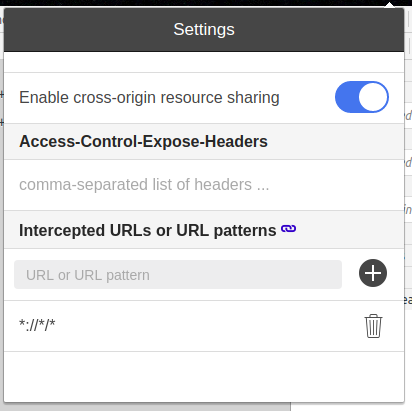 Settings
Enable cross-origin resource sharing
Access-Control-Expose-Headers
comma-separated list of headers ...
Intercepted URLs or URL patterns
URL or URL pattern
*://*/*